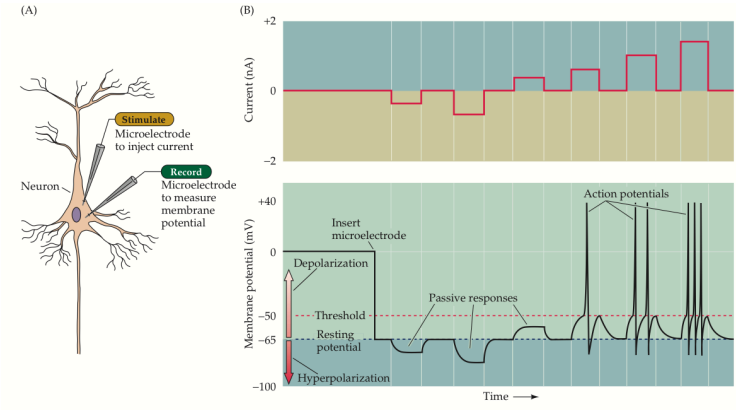 (A)
Stimulate
Microelectrode
to inject current
Record
Microelectrode
to measure
membrane
potential
Neuron
(B)
Current (nA)
+2
0
−2
Membrane potential (mV)
+40
0
−50
−65
−100
Insert
microelectrode
Action potentials
Depolarization
Passive responses
Threshold
Resting
potential
Hyperpolarization
Time